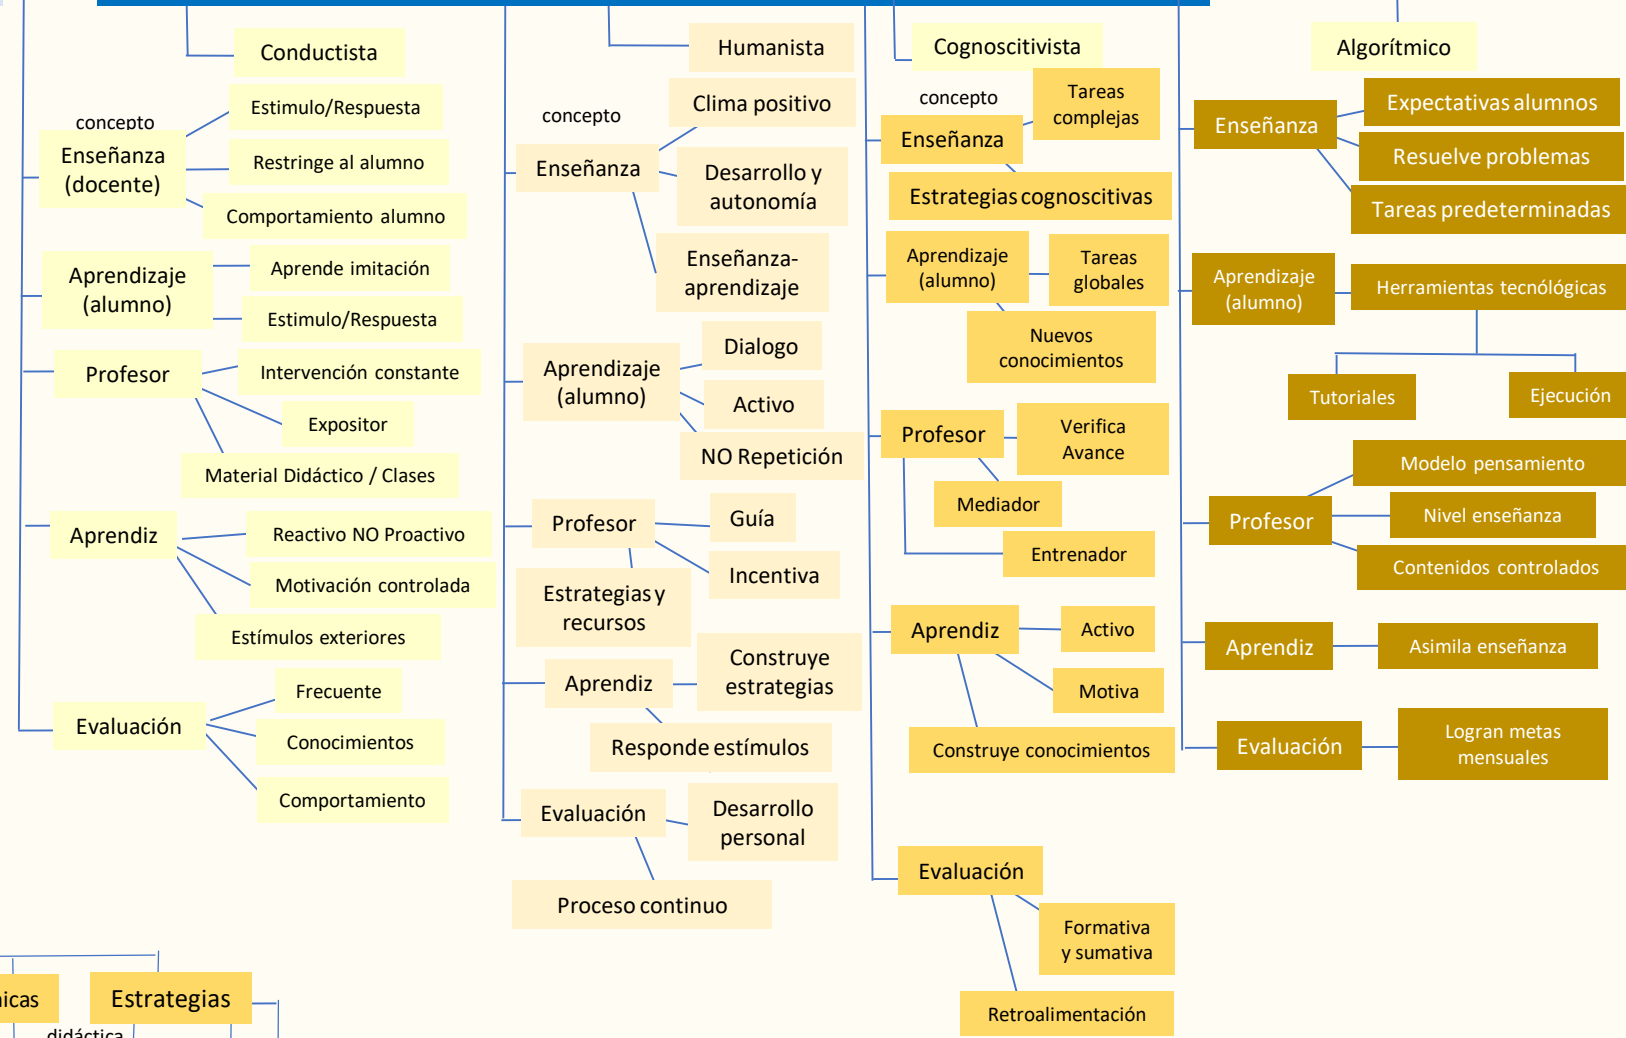 Conductista
concepto
Enseñanza
(docente)
Estimulo/Respuesta
Restringe al alumno
Comportamiento alumno
Aprendizaje
(alumno)
Aprende imitación
Estimulo/Respuesta
Profesor
Intervención constante
Expositor
Material Didáctico / Clases
Aprendiz
Reactivo NO Proactivo
Motivación controlada
Estímulos exteriores
Evaluación
Frecuente
Conocimientos
Comportamiento
Humanista
concepto
Enseñanza
Clima positivo
Desarrollo y
autonomía
Enseñanza-
aprendizaje
Aprendizaje
(alumno)
Dialogo
Activo
NO Repetición
Profesor
Guía
Incentiva
Estrategias y
recursos
Aprendiz
Construye
estrategias
Responde estímulos
Evaluación
Desarrollo
personal
Proceso continuo
Cognoscitivista
concepto
Enseñanza
Tareas
complejas
Estrategias cognoscitivas
Aprendizaje
(alumno)
Tareas
globales
Nuevos
conocimientos
Profesor
Verifica
Avance
Mediador
Entrenador
Aprendiz
Activo
Motiva
Construye conocimientos
Evaluación
Formativa
y sumativa
Retroalimentación
Algorítmico
Enseñanza
Expectativas alumnos
Resuelve problemas
Tareas predeterminadas
Aprendizaje
(alumno)
Herramientas tecnólógicas
Tutoriales
Ejecución
Profesor
Modelo pensamiento
Nivel enseñanza
Contenidos controlados
Aprendiz
Asimila enseñanza
Evaluación
Logran metas
mensuales
Estrategias
didáctica